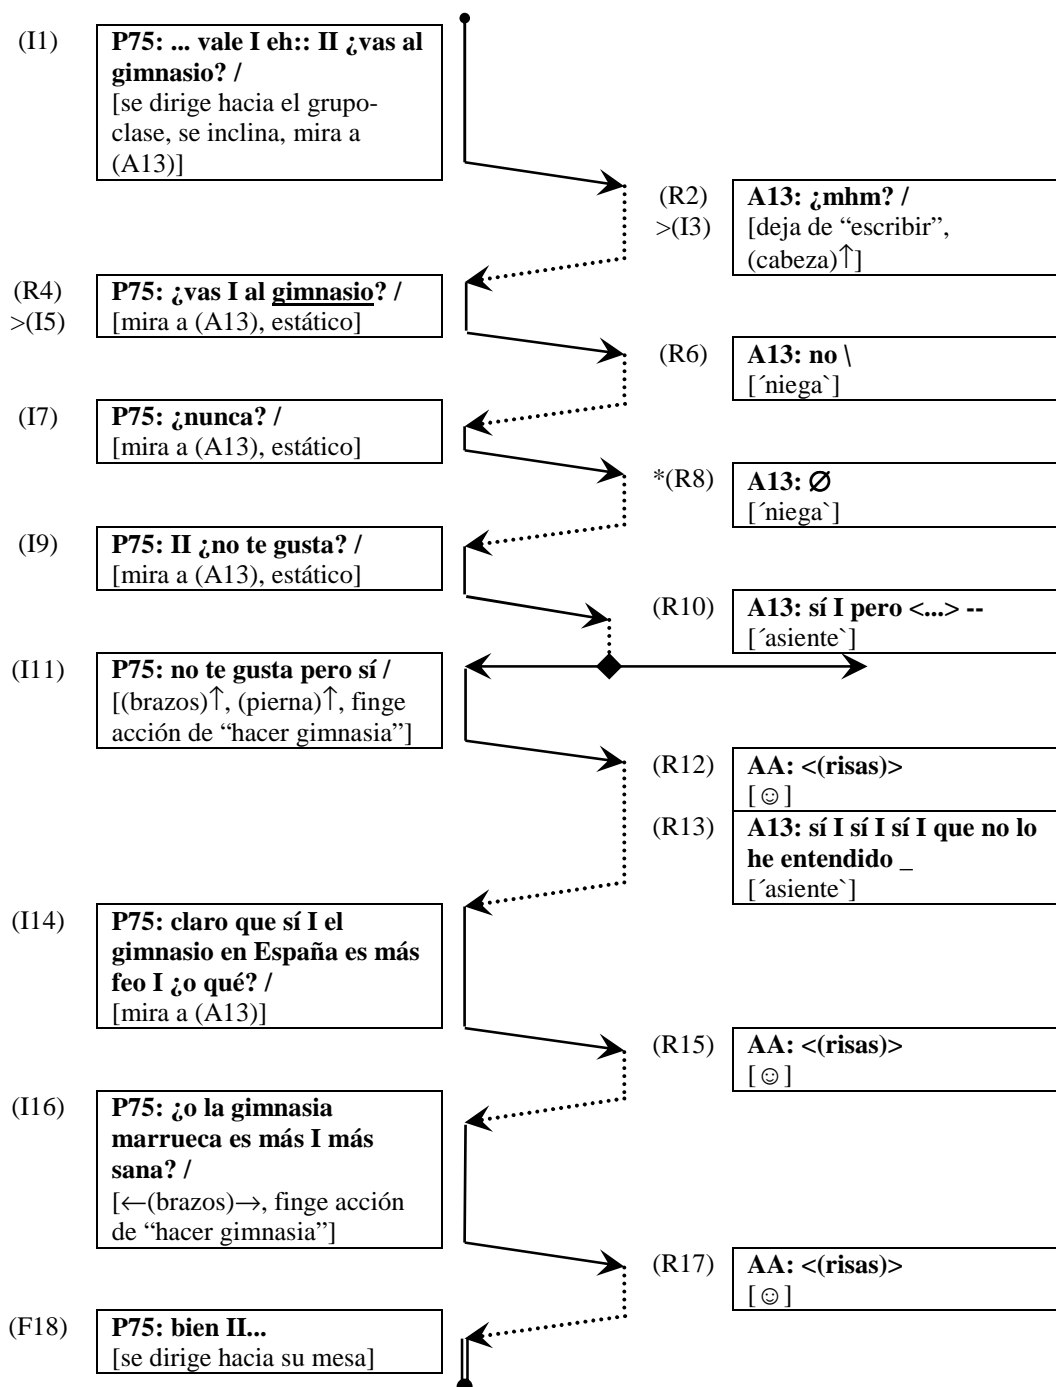 (I1)
P75: ... vale I eh:: II ¿vas al
gimnasio? /
[se dirige hacia el grupo-
clase, se inclina, mira a
(A13)]
(R2)
>(I3)
A13: ¿mhm? /
[deja de “escribir”,
(cabeza)↑]
(R4)
>(I5)
P75: ¿vas I al gimnasio? /
[mira a (A13), estático]
(R6)
A13: no \
[´niega`]
(I7)
P75: ¿nunca? /
[mira a (A13), estático]
*(R8)
A13: Ø
[´niega`]
(I9)
P75: II ¿no te gusta? /
[mira a (A13), estático]
(R10)
A13: sí I pero <...> --
[´asiente`]
(I11)
P75: no te gusta pero sí /
[(brazos)↑, (pierna)↑, finge
acción de “hacer gimnasia”]
(R12)
AA: <(risas)>
[☺]
(R13)
A13: sí I sí I sí I que no lo
he entendido _
[´asiente`]
(I14)
P75: claro que sí I el
gimnasio en España es más
feo I ¿o qué? /
[mira a (A13)]
(R15)
AA: <(risas)>
[☺]
(I16)
P75: ¿o la gimnasia
marrueca es más I más
sana? /
[←(brazos)→, finge acción
de “hacer gimnasia”]
(R17)
AA: <(risas)>
[☺]
(F18)
P75: bien II...
[se dirige hacia su mesa]